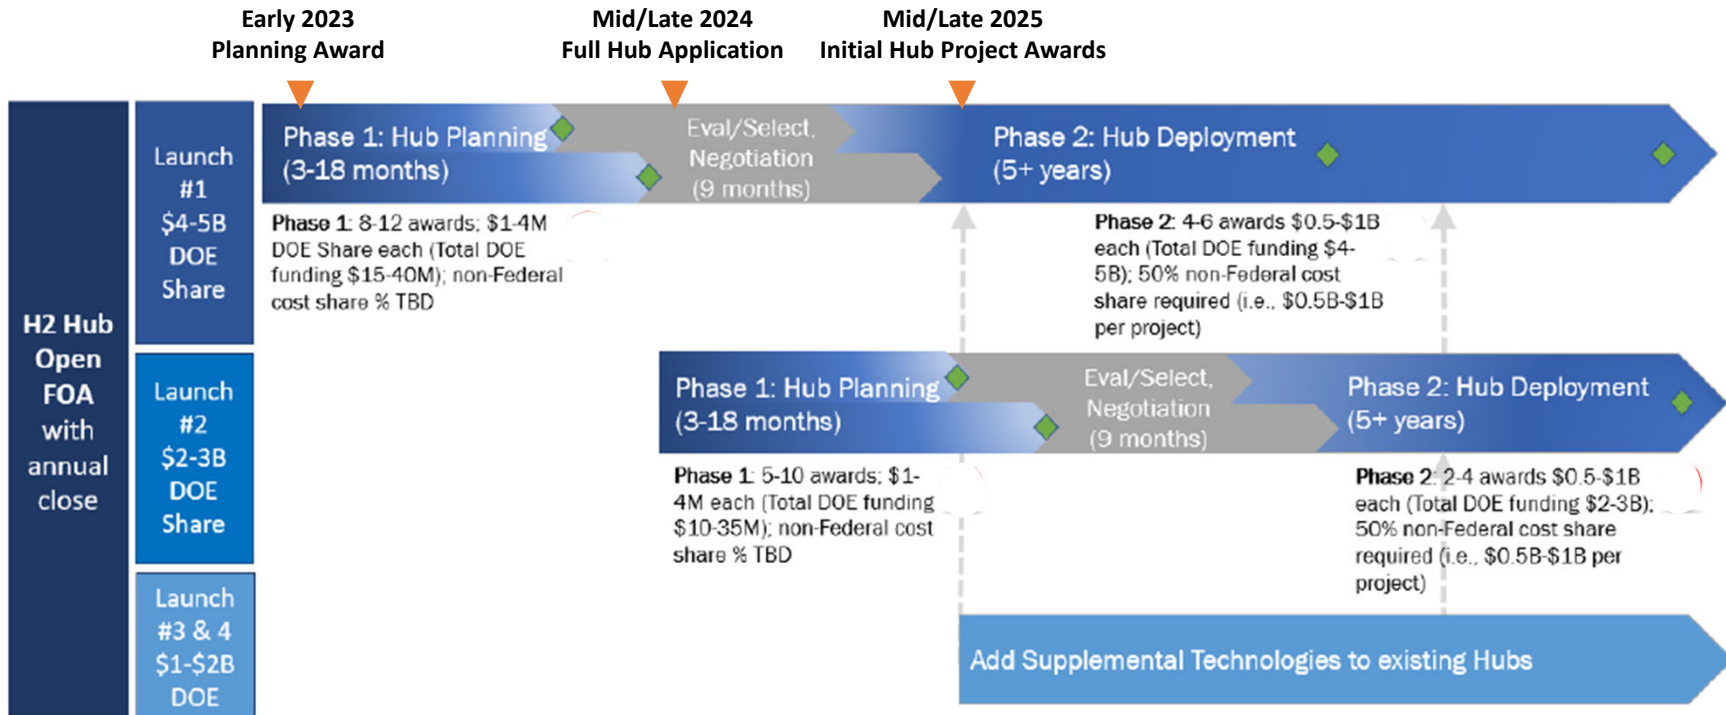 Early 2023
Planning Award
Mid/Late 2024
Full Hub Application
Mid/Late 2025
Initial Hub Project Awards
H2 Hub
Open
FOA
with
annual
close
Launch
#1
$4-5B
DOE
Share
Phase 1: Hub Planning
(3-18 months)
Eval/Select,
Negotiation
(9 months)
Phase 2: Hub Deployment
(5+ years)
Phase 1: 8-12 awards; $1-4M
DOE Share each (Total DOE
funding $15-40M); non-Federal
cost share % TBD
Phase 2: 4-6 awards $0.5-$1B
each (Total DOE funding $4-
5B); 50% non-Federal cost
share required (i.e., $0.5B-$1B
per project)
Launch
#2
$2-3B
DOE
Share
Phase 1: Hub Planning
(3-18 months)
Eval/Select,
Negotiation
(9 months)
Phase 2: Hub Deployment
(5+ years)
Phase 1: 5-10 awards; $1-
4M each (Total DOE funding
$10-35M); non-Federal cost
share % TBD
Phase 2: 2-4 awards $0.5-$1B
each (Total DOE funding $2-3B);
50% non-Federal cost share
required (i.e., $0.5B-$1B per
project)
Launch
#3 & 4
$1-$2B
DOE
Add Supplemental Technologies to existing Hubs